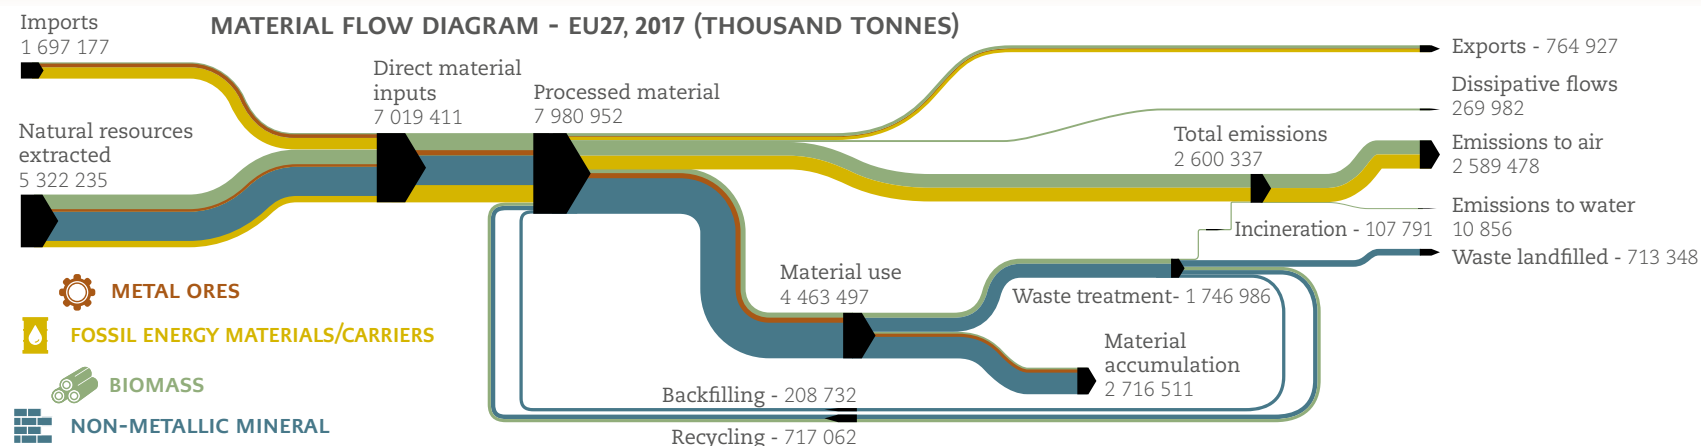 MATERIAL FLOW DIAGRAM - EU27, 2017 (THOUSAND TONNES)
Imports
1 697 177
Natural resources
extracted
5 322 235
Direct material
inputs
7 019 411
Processed material
7 980 952
Exports - 764 927
Dissipative flows
269 982
Total emissions
2 600 337
Emissions to air
2 589 478
Emissions to water
10 856
Incineration - 107 791
Waste landfilled - 713 348
Material use
4 463 497
Waste treatment- 1 746 986
Material
accumulation
2 716 511
Backfilling - 208 732
Recycling - 717 062
METAL ORES
FOSSIL ENERGY MATERIALS/CARRIERS
BIOMASS
NON-METALLIC MINERAL